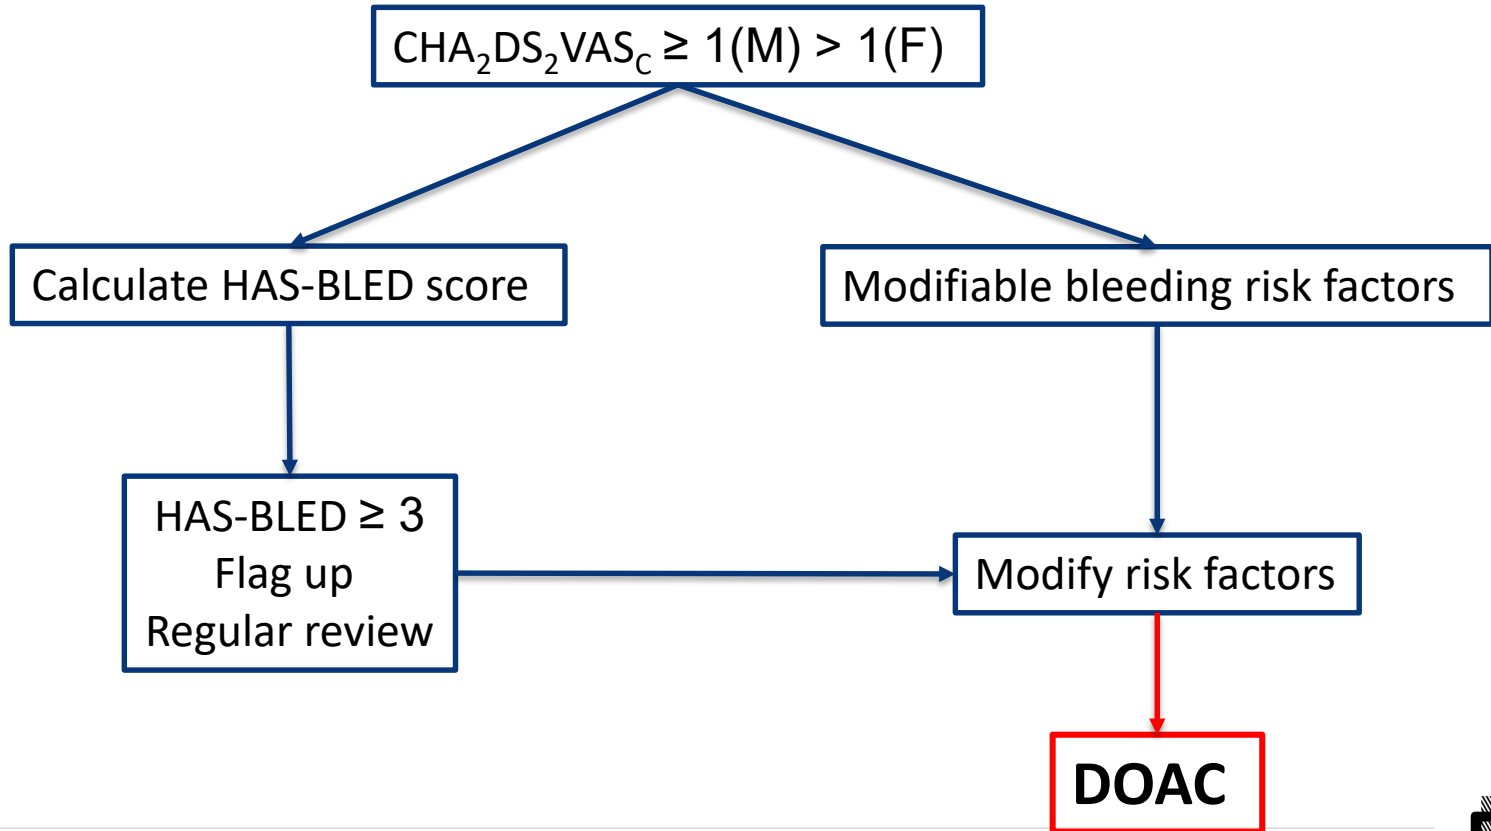 CHA₂DS₂VAS_C ≥ 1(M) > 1(F)
Calculate HAS-BLED score
Modifiable bleeding risk factors
HAS-BLED ≥ 3
Flag up
Regular review
Modify risk factors
DOAC